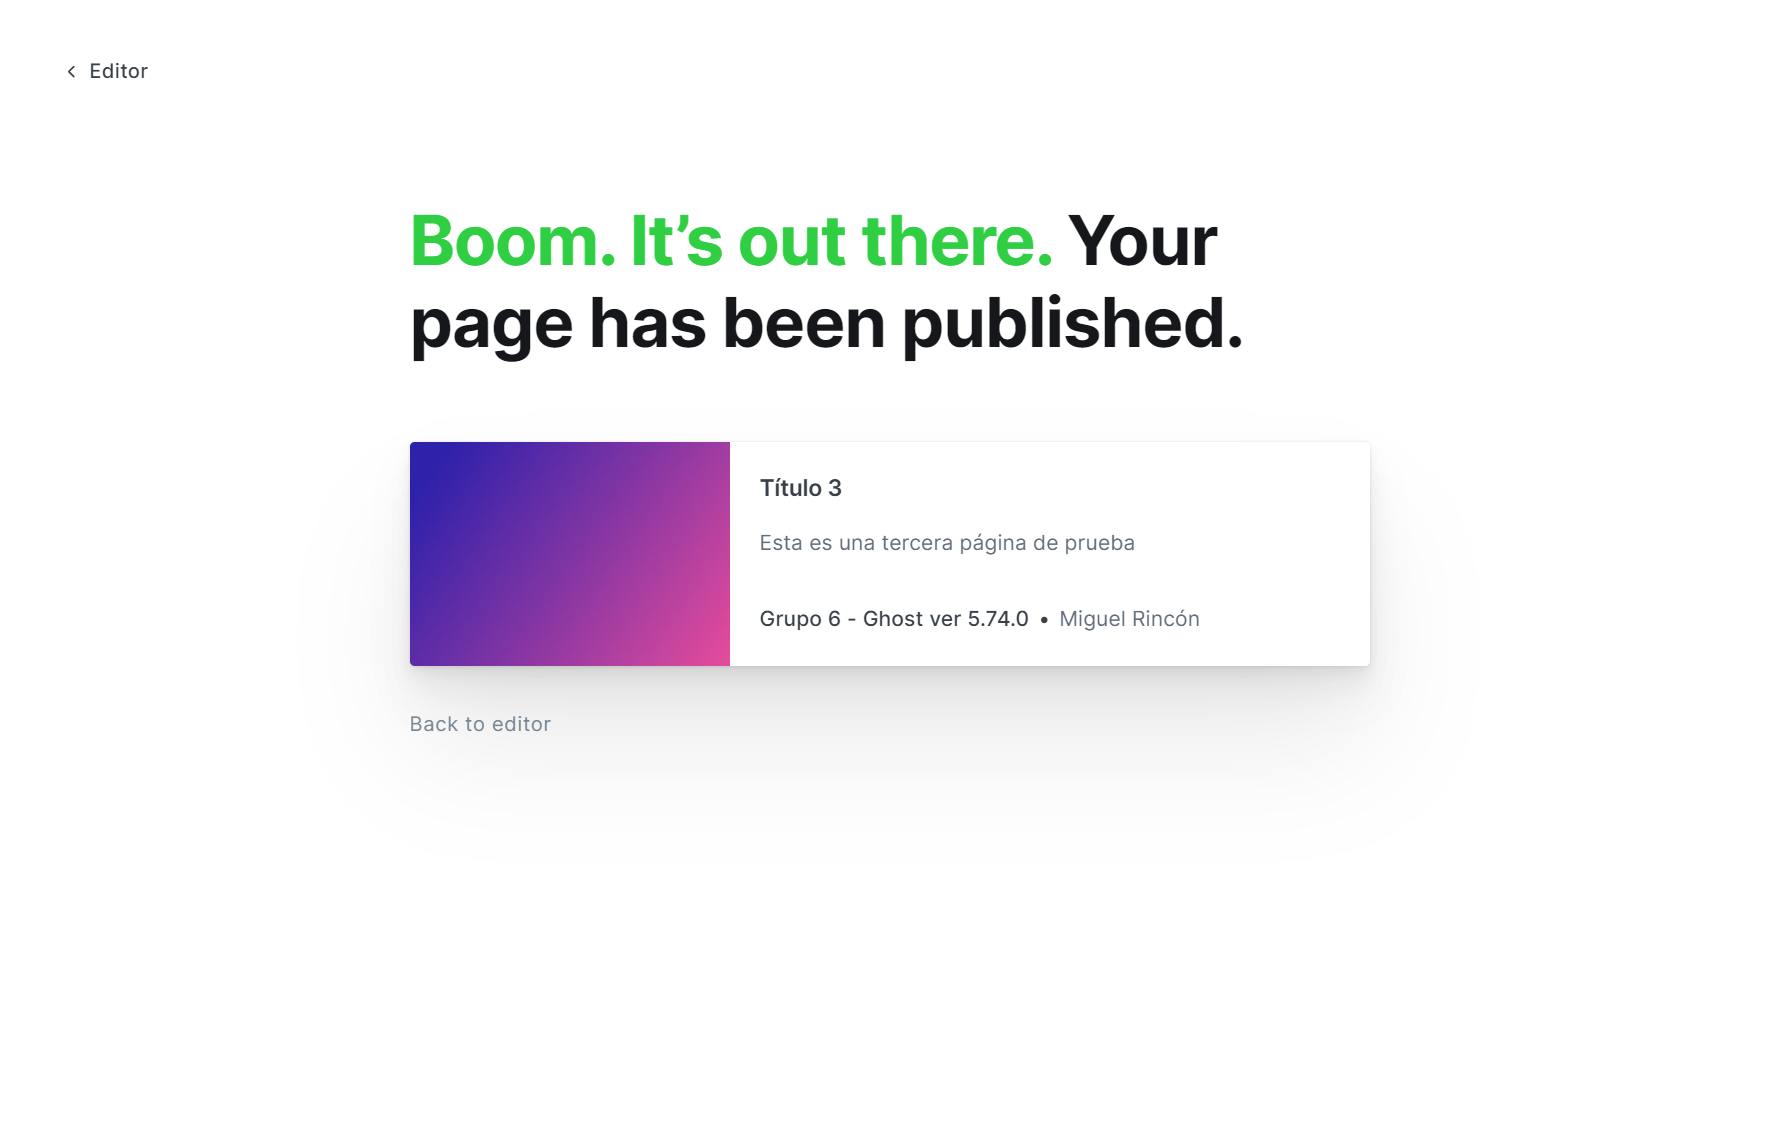 Editor
Boom. It’s out there. Your
page has been published.
Título 3
Esta es una tercera página de prueba
Grupo 6 - Ghost ver 5.74.0 • Miguel Rincón
Back to editor